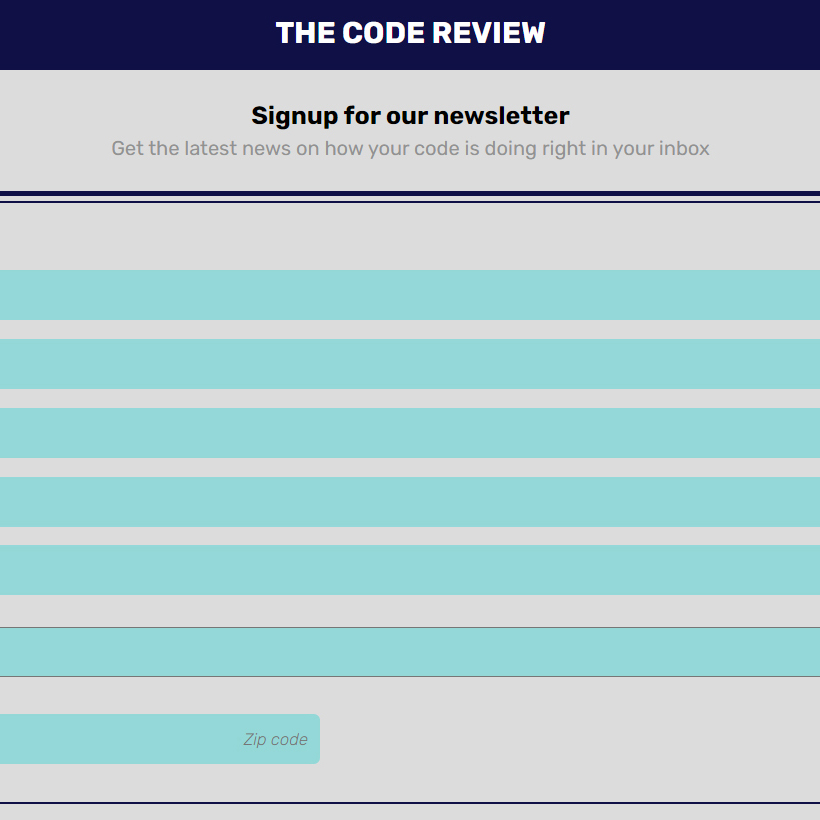 THE CODE REVIEW
Signup for our newsletter
Get the latest news on how your code is doing right in your inbox
Zip code